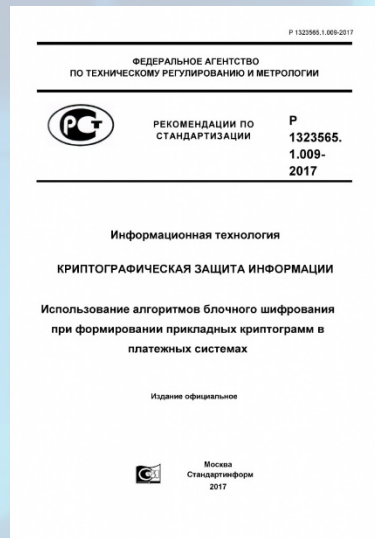 Р 1323565.1.009-2017
ФЕДЕРАЛЬНОЕ АГЕНТСТВО
ПО ТЕХНИЧЕСКОМУ РЕГУЛИРОВАНИЮ И МЕТРОЛОГИИ
РСТ
РЕКОМЕНДАЦИИ ПО
СТАНДАРТИЗАЦИИ
Р
1323565.
1.009-
2017
Информационная технология
КРИПТОГРАФИЧЕСКАЯ ЗАЩИТА ИНФОРМАЦИИ
Использование алгоритмов блочного шифрования
при формировании прикладных криптограмм в
платежных системах
Издание официальное
Москва
Стандартинформ
2017